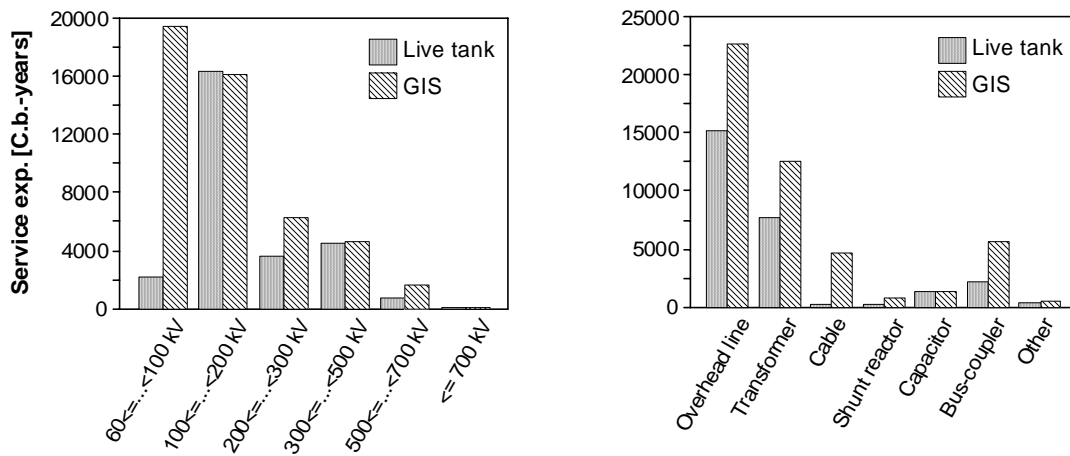 Service exp. [C.b.-years]
20000
16000
12000
8000
4000
0
Live tank
GIS
60<=...<100 kV
100<=...<200 kV
200<=...<300 kV
300<=...<500 kV
500<=...<700 kV
<= 700 kV
25000
20000
15000
10000
5000
0
Live tank
GIS
Overhead line
Transformer
Cable
Shunt reactor
Capacitor
Bus-coupler
Other